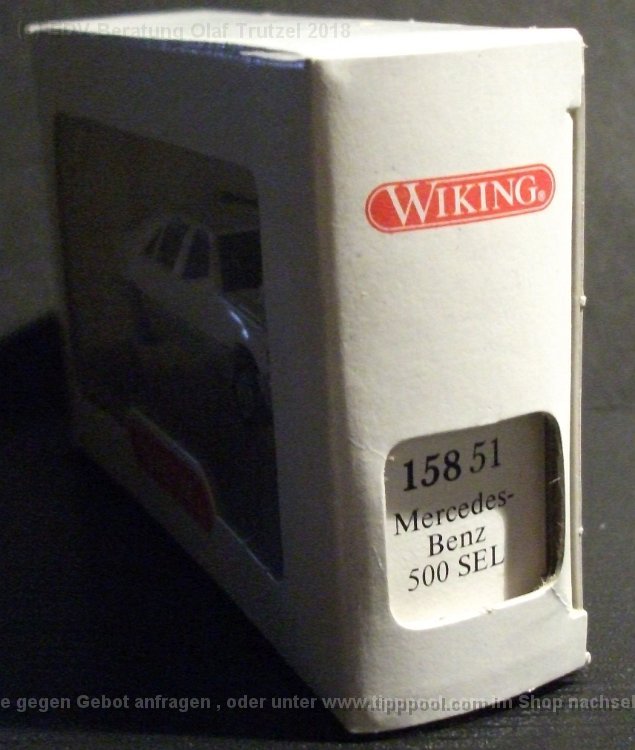 EDV-Beratung Olaf Trutzel 2018
WIKING®
158 51
Mercedes-
Benz
500 SEL
e gegen Gebot anfragen , oder unter www.tipppool.com im Shop nachsel